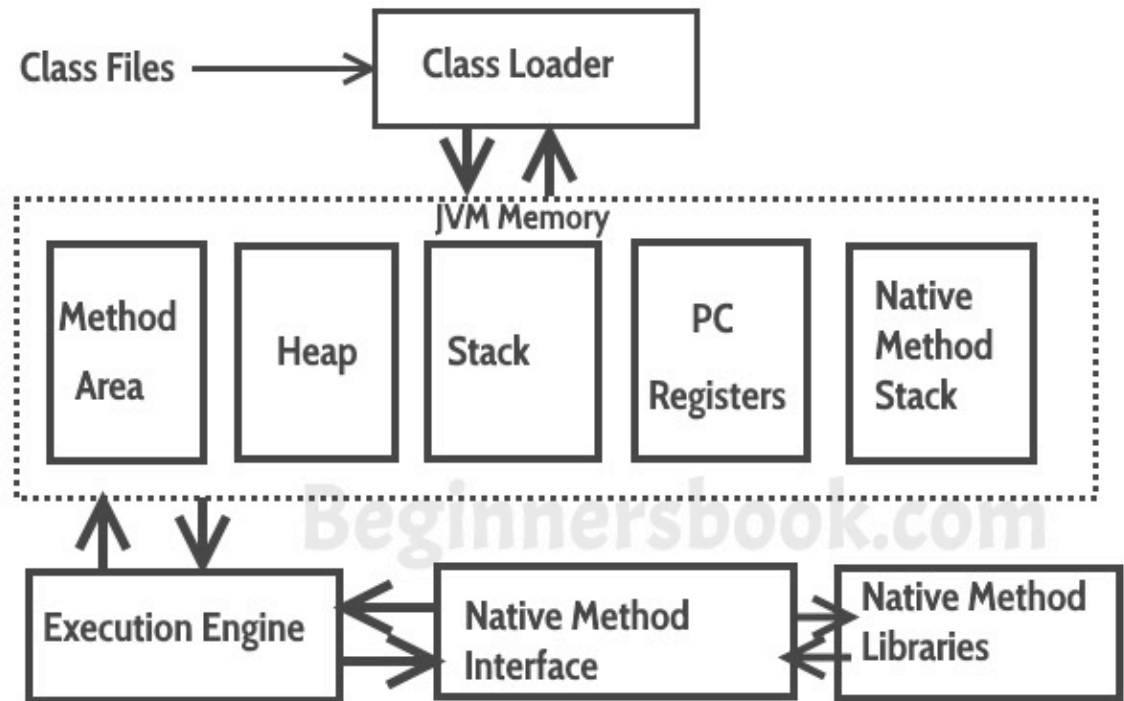 Class Files
Class Loader
JVM Memory
Method
Area
Heap
Stack
PC
Registers
Native
Method
Stack
Beginnersbook.com
Execution Engine
Native Method
Interface
Native Method
Libraries